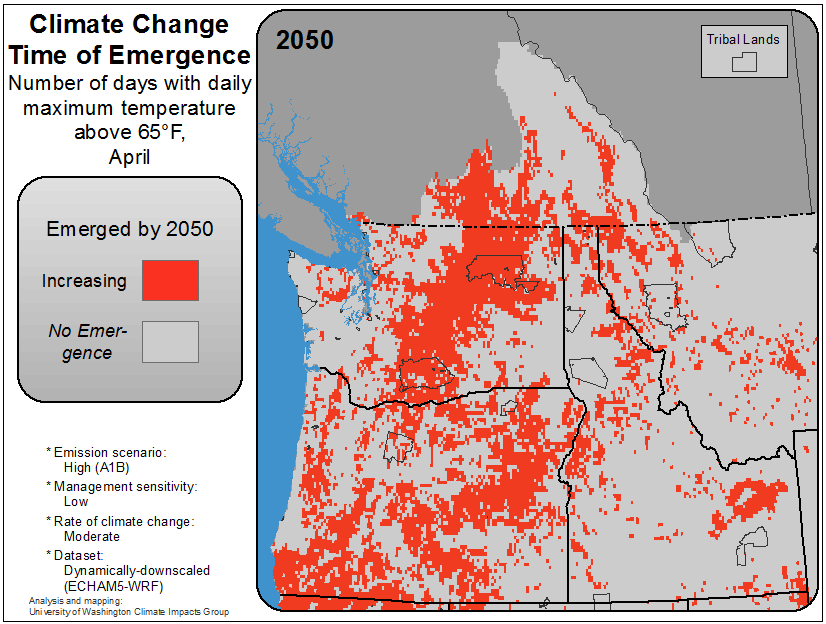 Climate Change
Time of Emergence
Number of days with daily
maximum temperature
above 65°F,
April
Emerged by 2050
Increasing
No Emer-
gence
* Emission scenario:
High (A1B)
* Management sensitivity:
Low
* Rate of climate change:
Moderate
* Dataset:
Dynamically-downscaled
(ECHAM5-WRF)
Analysis and mapping:
University of Washington Climate Impacts Group
2050
Tribal Lands